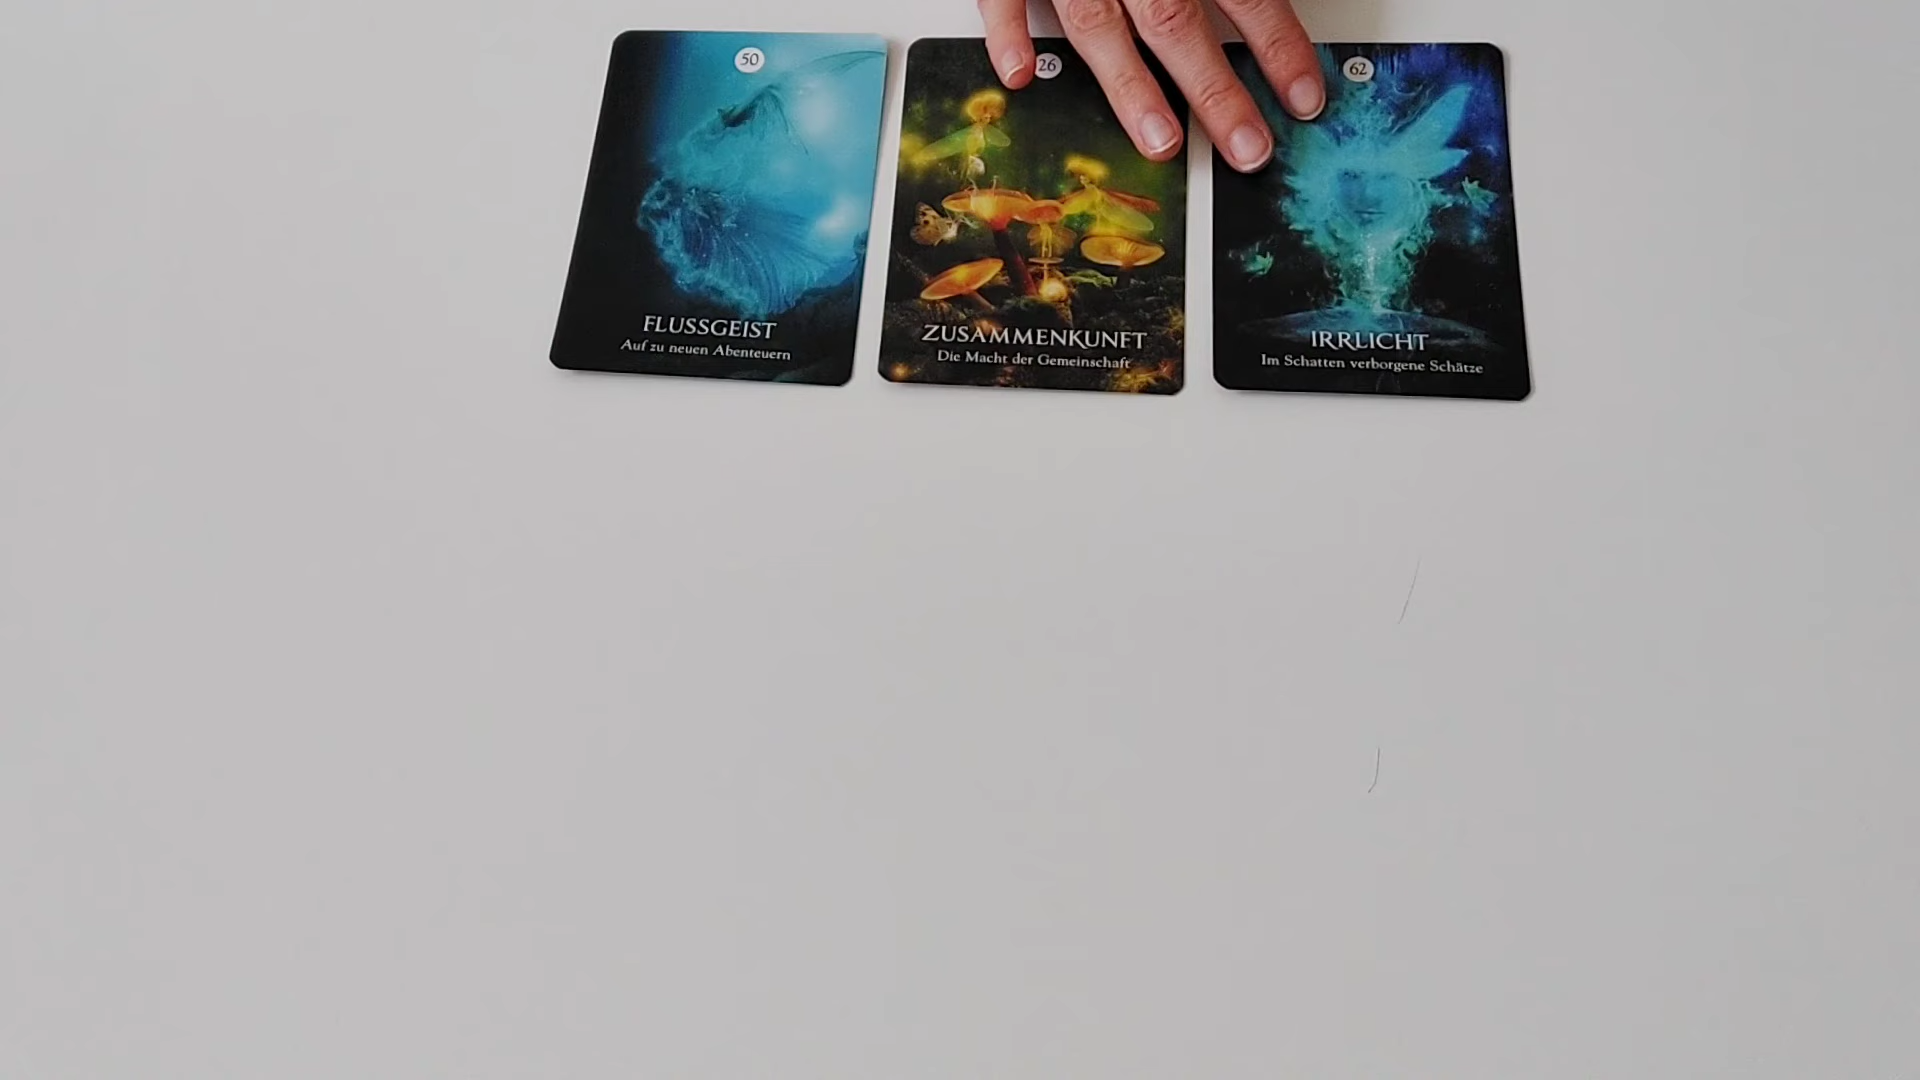 50
FLUSSGEIST
Auf zu neuen Abenteuern
26
ZUSAMMENKUNFT
Die Macht der Gemeinschaft
62
IRRLICHT
Im Schatten verborgene Schätze